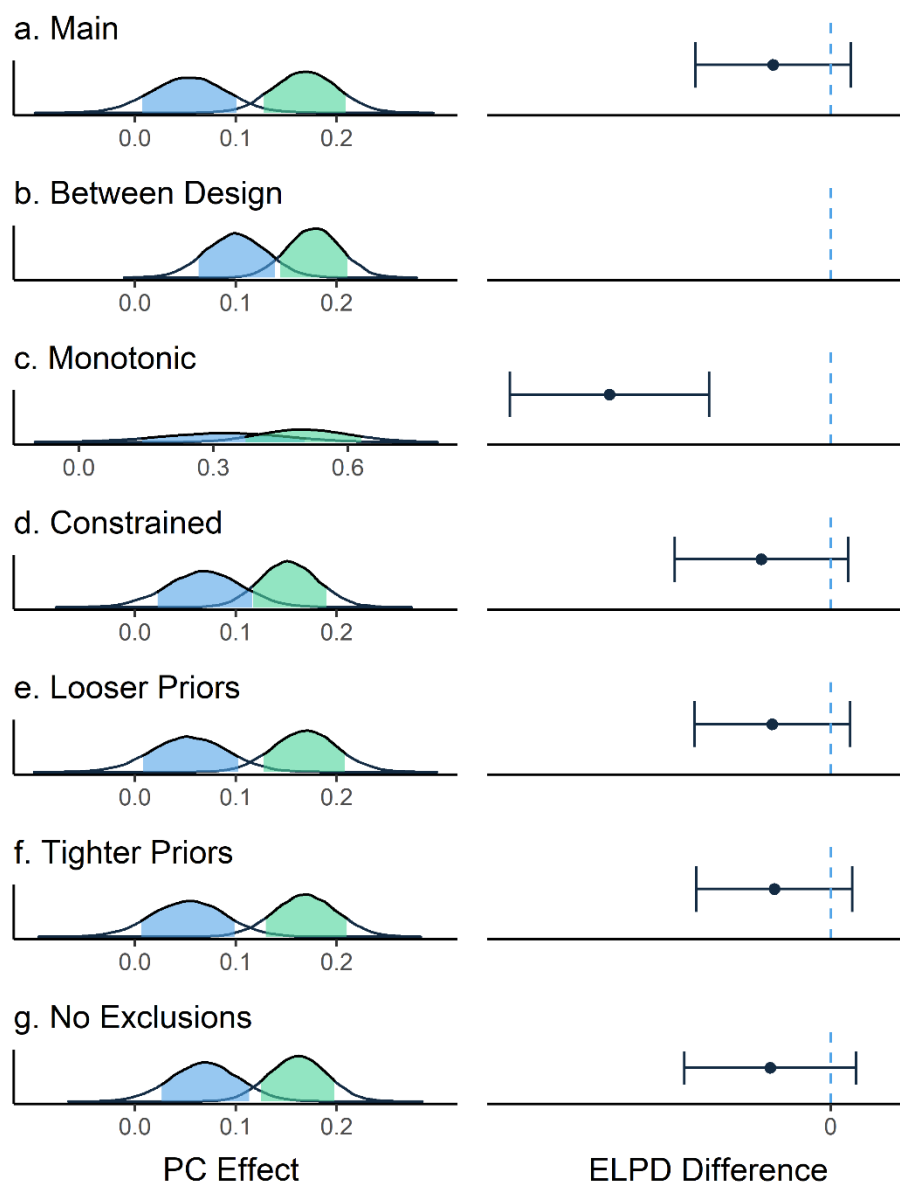 a. Main
0.0 0.1 0.2
b. Between Design
0.0 0.1 0.2
c. Monotonic
0.0 0.3 0.6
d. Constrained
0.0 0.1 0.2
e. Looser Priors
0.0 0.1 0.2
f. Tighter Priors
0.0 0.1 0.2
g. No Exclusions
0.0 0.1 0.2 0
PC Effect ELPD Difference